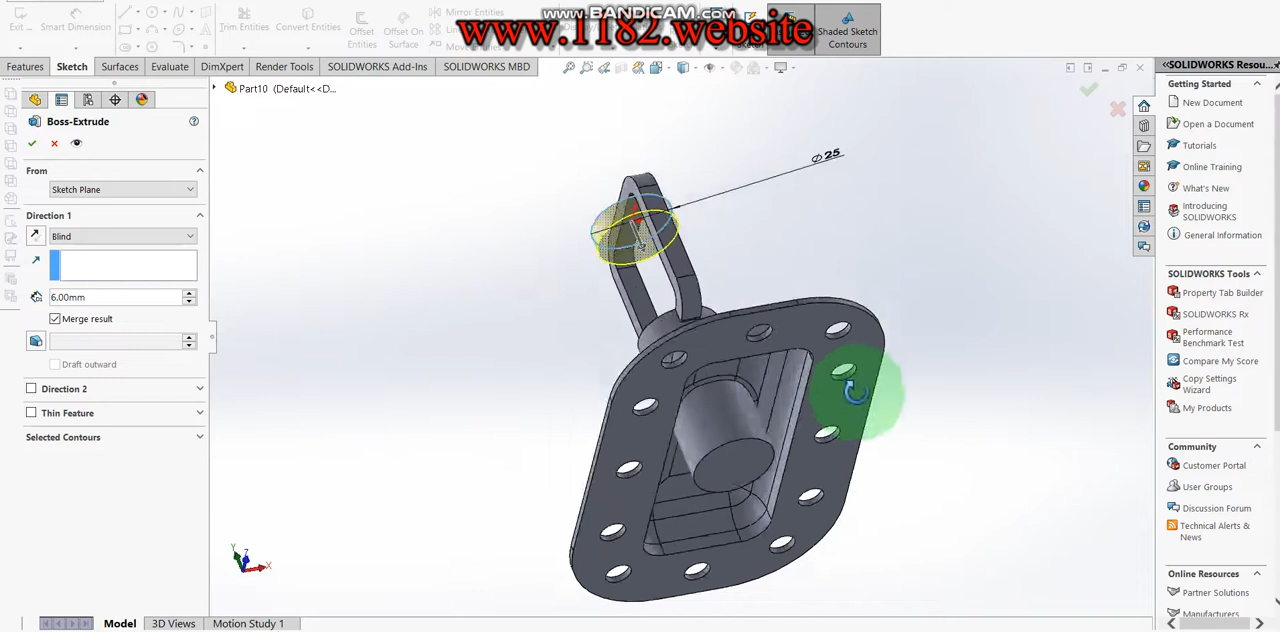 www.BANDICAM.com
www.1182.website
Exit ...
Smart Dimension
Trim Entities
Convert Entities
Offset
Entities
Offset On
Surface
Mirror Entities
Shaded Sketch
Contours
Features
Sketch
Surfaces
Evaluate
DimXpert
Render Tools
SOLIDWORKS Add-Ins
SOLIDWORKS MBD
Part10 (Default<<D...
Boss-Extrude
From
Sketch Plane
Direction 1
Blind
6.00mm
Merge result
Draft outward
Direction 2
Thin Feature
Selected Contours
Ø25
Y
Z
X
Model
3D Views
Motion Study 1
SOLIDWORKS Resou...
Getting Started
New Document
Open a Document
Tutorials
Online Training
What's New
Introducing
SOLIDWORKS
General Information
SOLIDWORKS Tools
Property Tab Builder
SOLIDWORKS Rx
Performance
Benchmark Test
Compare My Score
Copy Settings
Wizard
My Products
Community
Customer Portal
User Groups
Discussion Forum
Technical Alerts &
News
Online Resources
Partner Solutions
Manufacturers